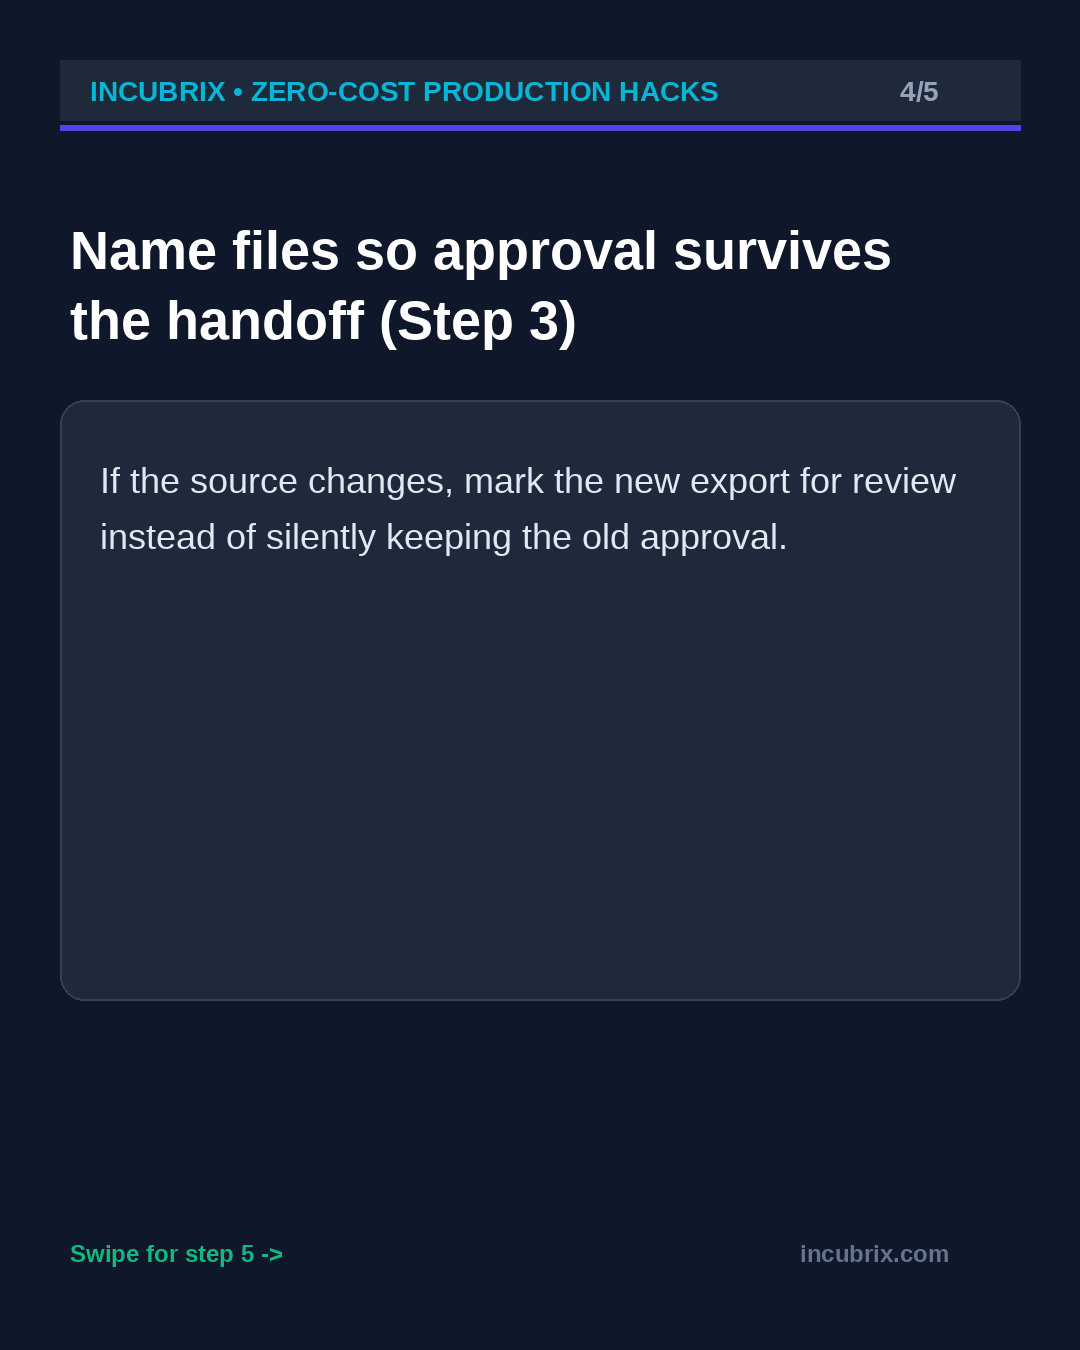 INCUBRIX • ZERO-COST PRODUCTION HACKS 4/5
Name files so approval survives
the handoff (Step 3)
If the source changes, mark the new export for review
instead of silently keeping the old approval.
Swipe for step 5 -> incubrix.com